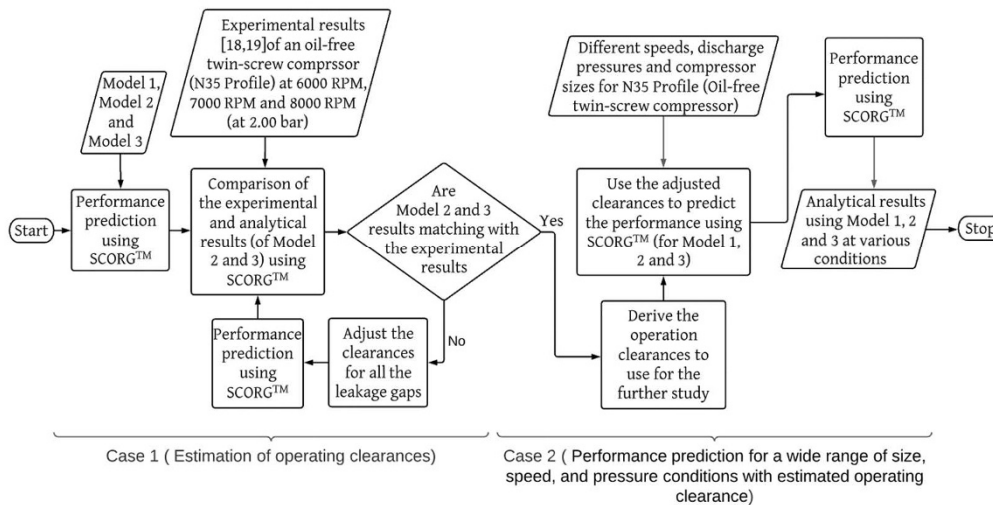 Start
Model 1,
Model 2
and
Model 3
Performance
prediction
using
SCORG™
Experimental results
[18,19]of an oil-free
twin-screw comprssor
(N35 Profile) at 6000 RPM,
7000 RPM and 8000 RPM
(at 2.00 bar)
Comparison of
the experimental
and analytical
results (of Model
2 and 3) using
SCORG™
Are
Model 2 and 3
results matching with
the experimental
results
Yes
No
Adjust the
clearances
for all the
leakage gaps
Performance
prediction
using
SCORG™
Derive the
operation
clearances to
use for the
further study
Different speeds, discharge
pressures and compressor
sizes for N35 Profile (Oil-free
twin-screw compressor)
Use the adjusted
clearances to predict
the performance using
SCORG™ (for Model 1,
2 and 3)
Performance
prediction
using
SCORG™
Analytical results
using Model 1, 2
and 3 at various
conditions
Stop
Case 1 ( Estimation of operating clearances)
Case 2 ( Performance prediction for a wide range of size,
speed, and pressure conditions with estimated operating
clearance)